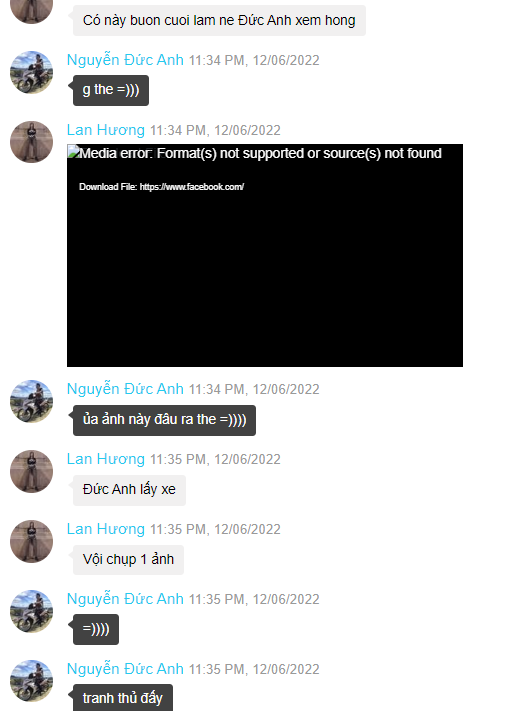 Có này buon cuoi lam ne Đức Anh xem hong
Nguyễn Đức Anh 11:34 PM, 12/06/2022
g the =)))
Lan Hương 11:34 PM, 12/06/2022
Media error: Format(s) not supported or source(s) not found
Download File: https://www.facebook.com/
Nguyễn Đức Anh 11:34 PM, 12/06/2022
ủa ảnh này đâu ra the =))))
Lan Hương 11:35 PM, 12/06/2022
Đức Anh lấy xe
Lan Hương 11:35 PM, 12/06/2022
Vội chụp 1 ảnh
Nguyễn Đức Anh 11:35 PM, 12/06/2022
=))))
Nguyễn Đức Anh 11:35 PM, 12/06/2022
tranh thủ đấy